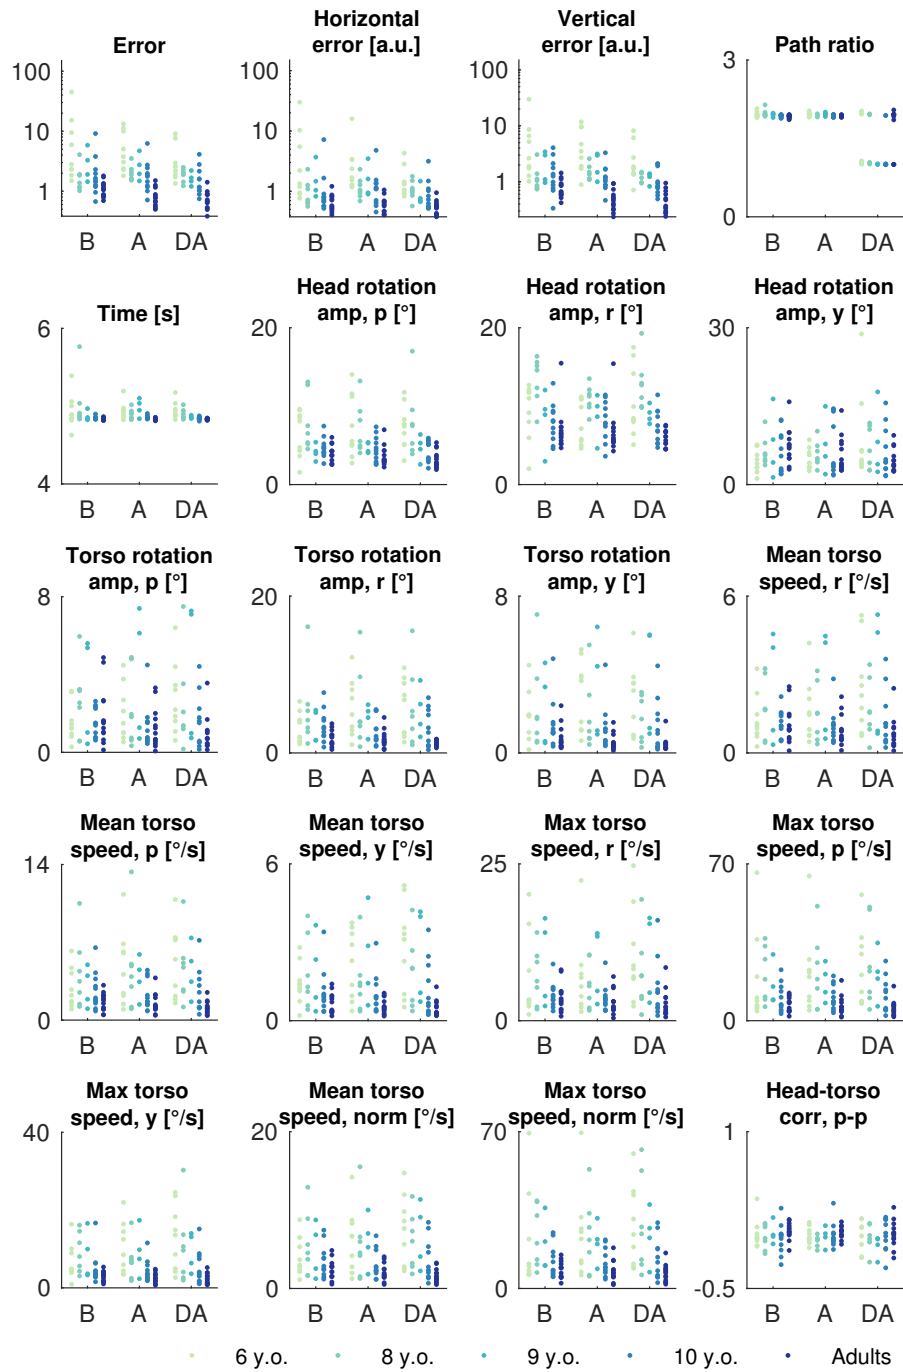 Error
Horizontal
error [a.u.]
Vertical
error [a.u.]
Path ratio
100
10
1
B A DA
100
10
1
B A DA
100
10
1
B A DA
3
0
B A DA
Time [s]
Head rotation
amp, p [°]
Head rotation
amp, r [°]
Head rotation
amp, y [°]
6
4
B A DA
20
0
B A DA
20
0
B A DA
30
0
B A DA
Torso rotation
amp, p [°]
Torso rotation
amp, r [°]
Torso rotation
amp, y [°]
Mean torso
speed, r [°/s]
8
0
B A DA
20
0
B A DA
8
0
B A DA
6
0
B A DA
Mean torso
speed, p [°/s]
Mean torso
speed, y [°/s]
Max torso
speed, r [°/s]
Max torso
speed, p [°/s]
14
0
B A DA
6
0
B A DA
25
0
B A DA
70
0
B A DA
Max torso
speed, y [°/s]
Mean torso
speed, norm [°/s]
Max torso
speed, norm [°/s]
Head-torso
corr, p-p
40
0
B A DA
20
0
B A DA
70
0
B A DA
1
-0.5
B A DA
6 y.o. 8 y.o. 9 y.o. 10 y.o. Adults